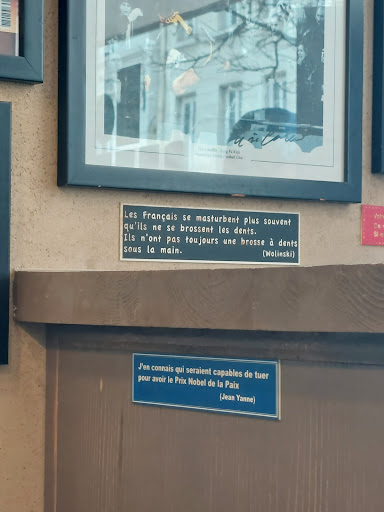 Les Français se masturbent plus souvent
qu'ils ne se brossent les dents.
Ils n'ont pas toujours une brosse à dents
sous la main.
(Wolinski)
J'en connais qui seraient capables de tuer
pour avoir le Prix Nobel de la Paix
(Jean Yanne)